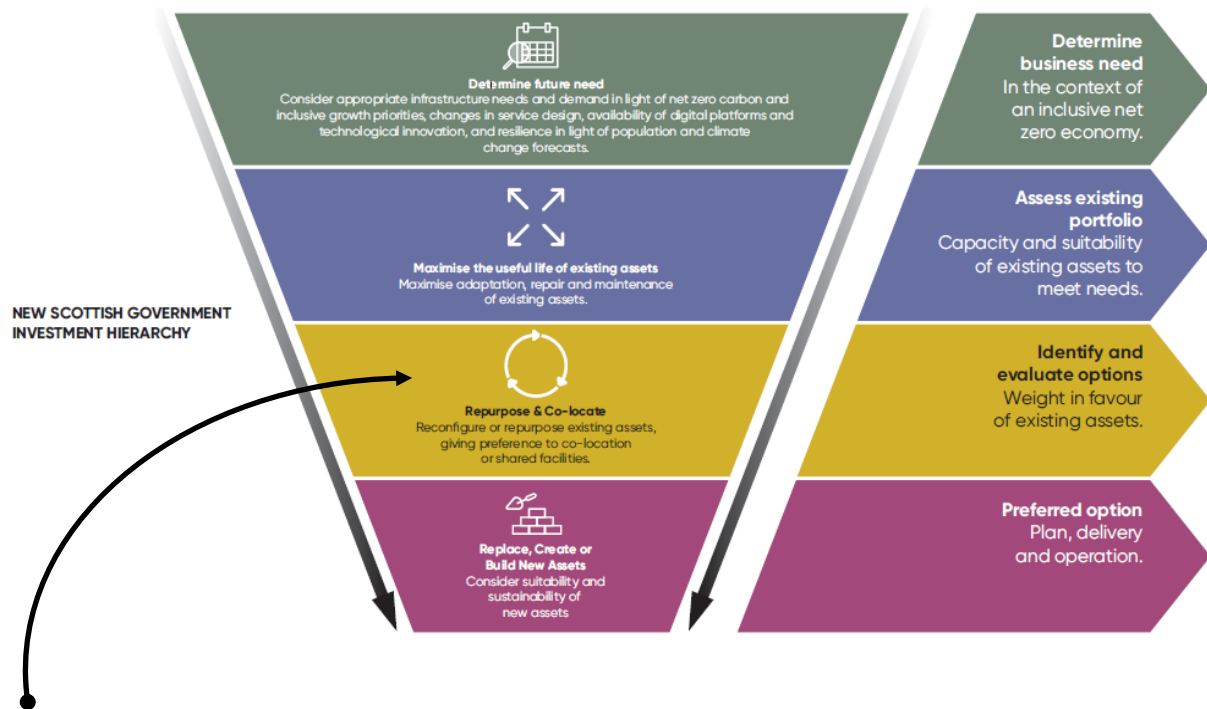 Determine future need
Consider appropriate infrastructure needs and demand in light of net zero carbon and
inclusive growth priorities, changes in service design, availability of digital platforms and
technological innovation, and resilience in light of population and climate
change forecasts.
Determine
business need
In the context of
an inclusive net
zero economy.
Maximise the useful life of existing assets
Maximise adaptation, repair and maintenance
of existing assets.
Assess existing
portfolio
Capacity and suitability
of existing assets to
meet needs.
NEW SCOTTISH GOVERNMENT
INVESTMENT HIERARCHY
Repurpose & Co-locate
Reconfigure or repurpose existing assets,
giving preference to co-location
or shared facilities.
Identify and
evaluate options
Weight in favour
of existing assets.
Replace, Create or
Build New Assets
Consider suitability and
sustainability of
new assets
Preferred option
Plan, delivery
and operation.